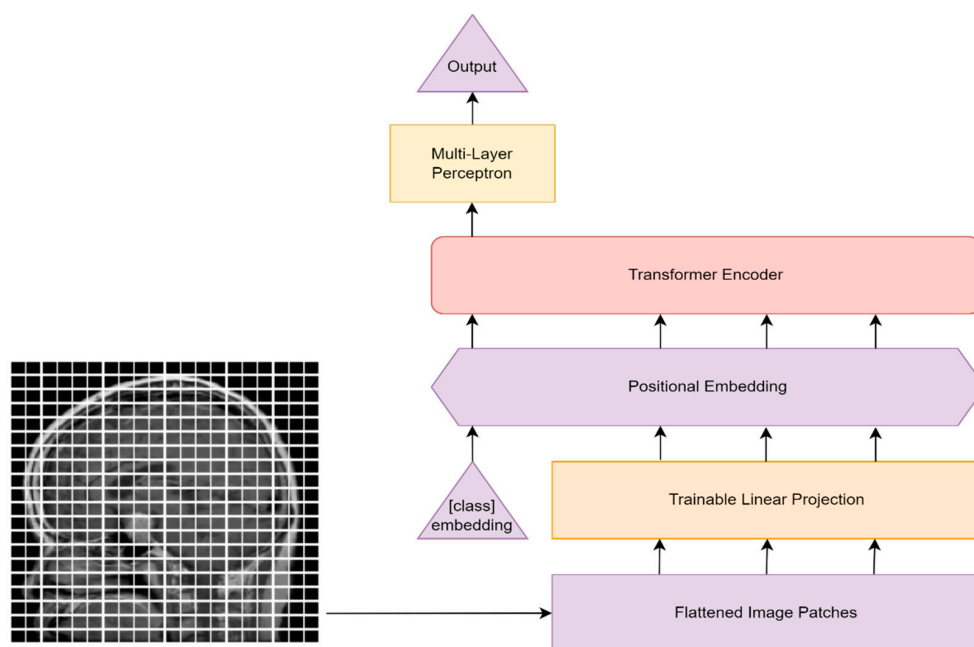 Output
Multi-Layer
Perceptron
Transformer Encoder
Positional Embedding
[class]
embedding
Trainable Linear Projection
Flattened Image Patches